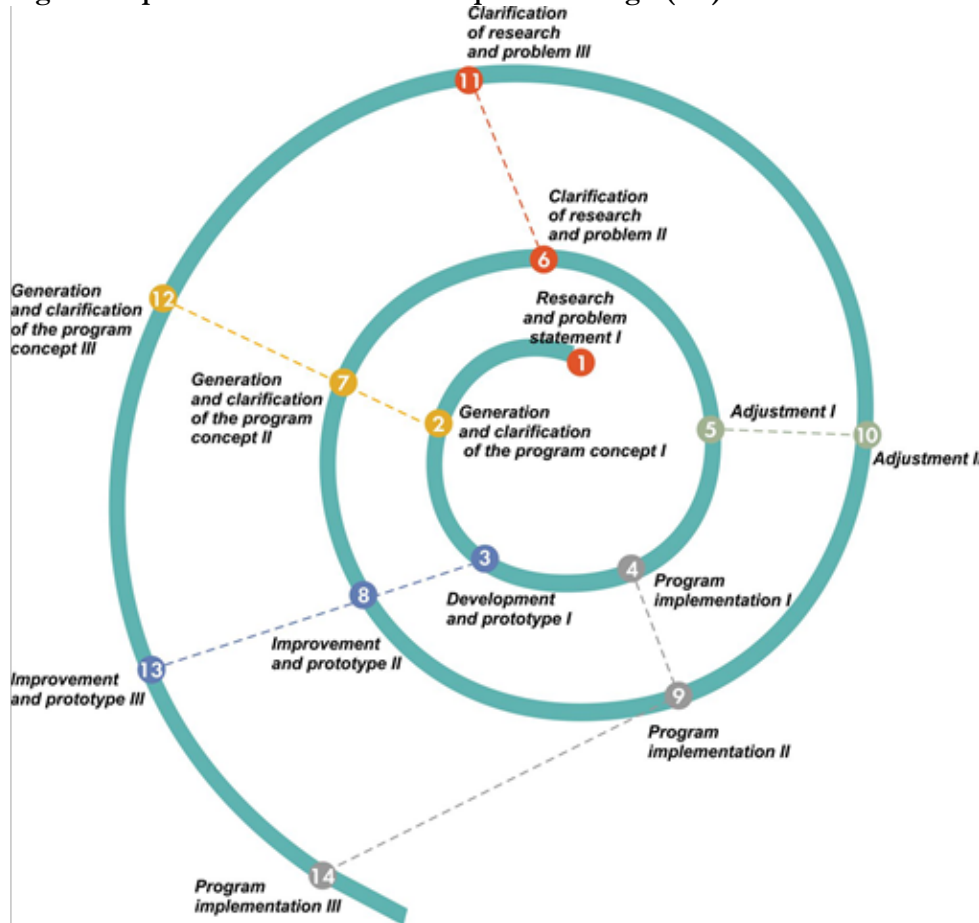 Clarification
of research
and problem III
11
Clarification
of research
and problem II
6
Research
and problem
statement I
1
Generation
and clarification
of the program
concept III
12
Generation
and clarification
of the program
concept II
7
2
Generation
and clarification
of the program concept I
Adjustment I
5
10
Adjustment II
3
Development
and prototype I
4
Program
implementation I
8
Improvement
and prototype II
13
Improvement
and prototype III
9
Program
implementation II
14
Program
implementation III